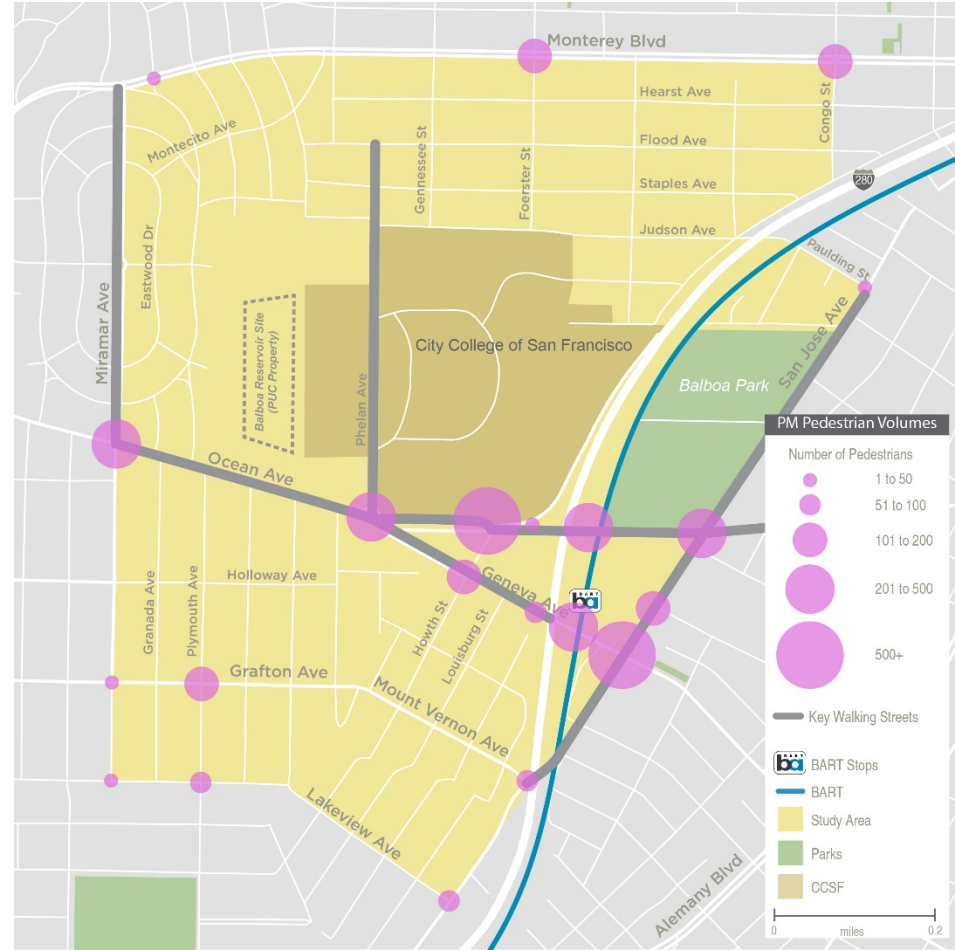 Monterey Blvd
Hearst Ave
Congo St
Montecito Ave
Gennessee St
Foerster St
Flood Ave
280
Staples Ave
Judson Ave
Paulding St
Eastwood Dr
Miramar Ave
Balboa Reservoir Site
(PUC Property)
Phelan Ave
City College of San Francisco
Balboa Park
San Jose Ave
Ocean Ave
Holloway Ave
Geneva Ave
BART
ba
Granada Ave
Plymouth Ave
Howth St
Louisburg St
Grafton Ave
Mount Vernon Ave
Lakeview Ave
Alemany Blvd
PM Pedestrian Volumes
Number of Pedestrians
1 to 50
51 to 100
101 to 200
201 to 500
500+
Key Walking Streets
BART
ba
BART Stops
BART
Study Area
Parks
CCSF
0
0.2
miles